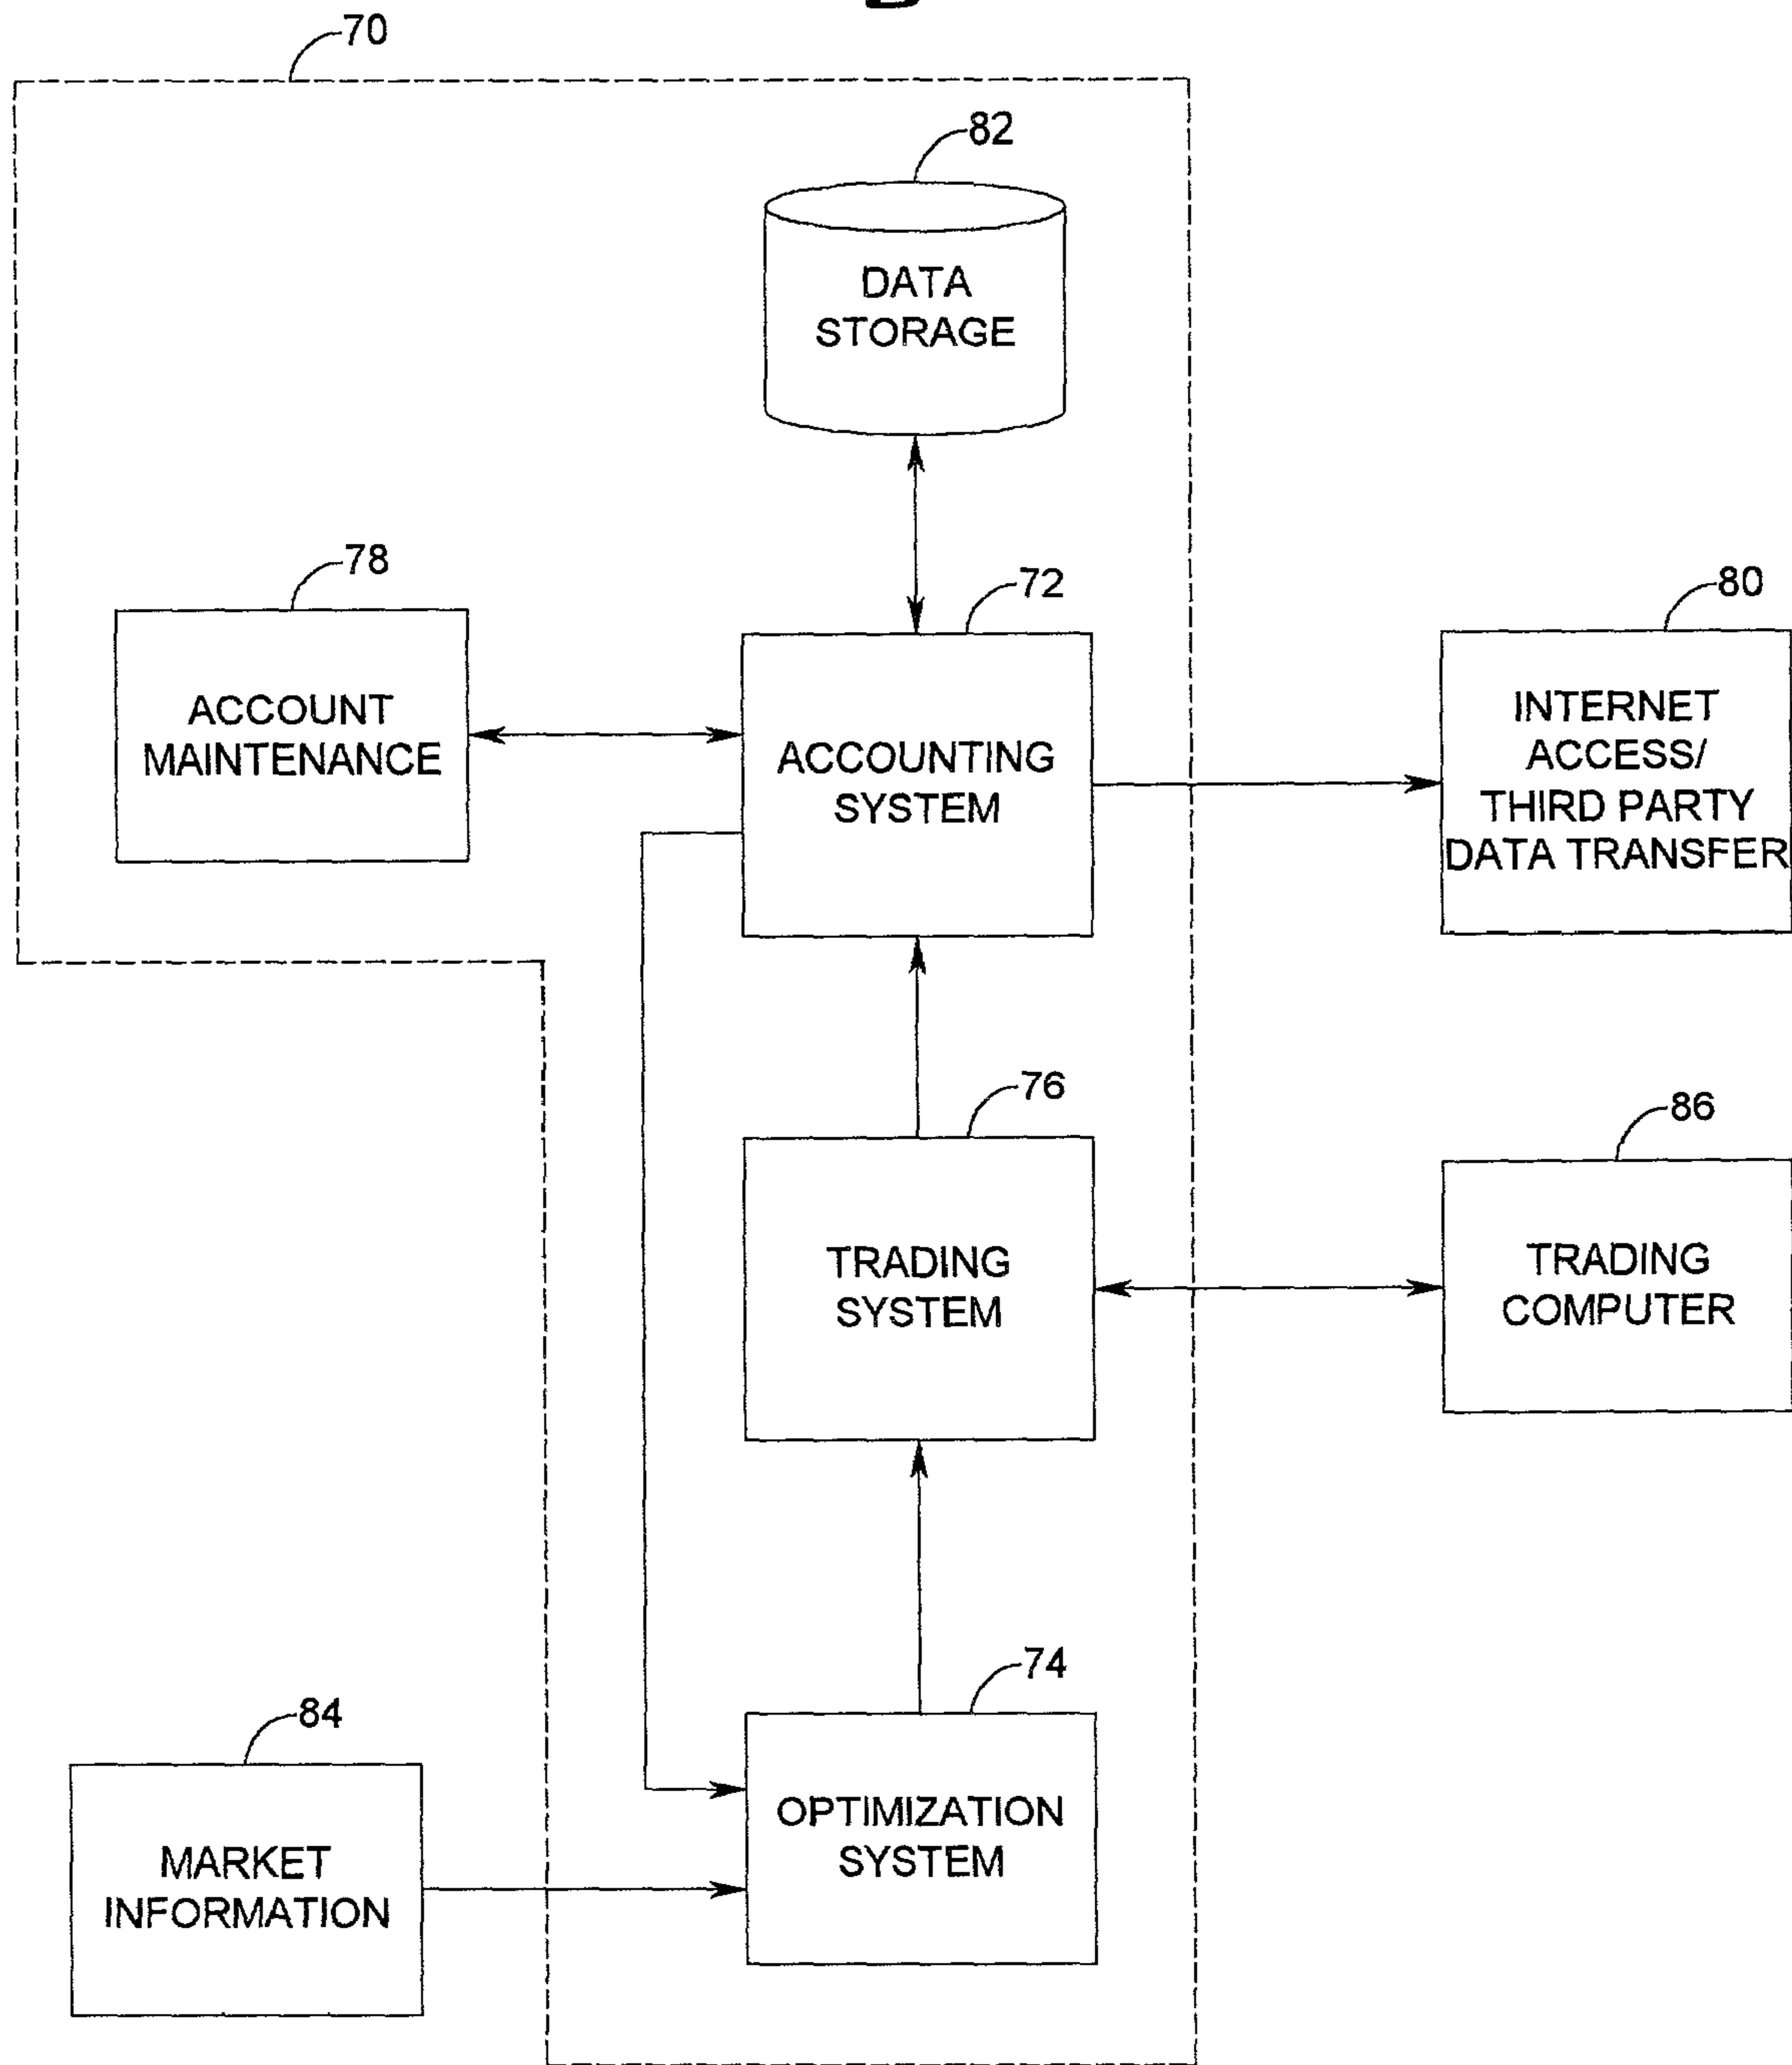 70
82
DATA
STORAGE
78
72
80
ACCOUNT
MAINTENANCE
ACCOUNTING
SYSTEM
INTERNET
ACCESS/
THIRD PARTY
DATA TRANSFER
76
86
TRADING
SYSTEM
TRADING
COMPUTER
74
84
OPTIMIZATION
SYSTEM
MARKET
INFORMATION